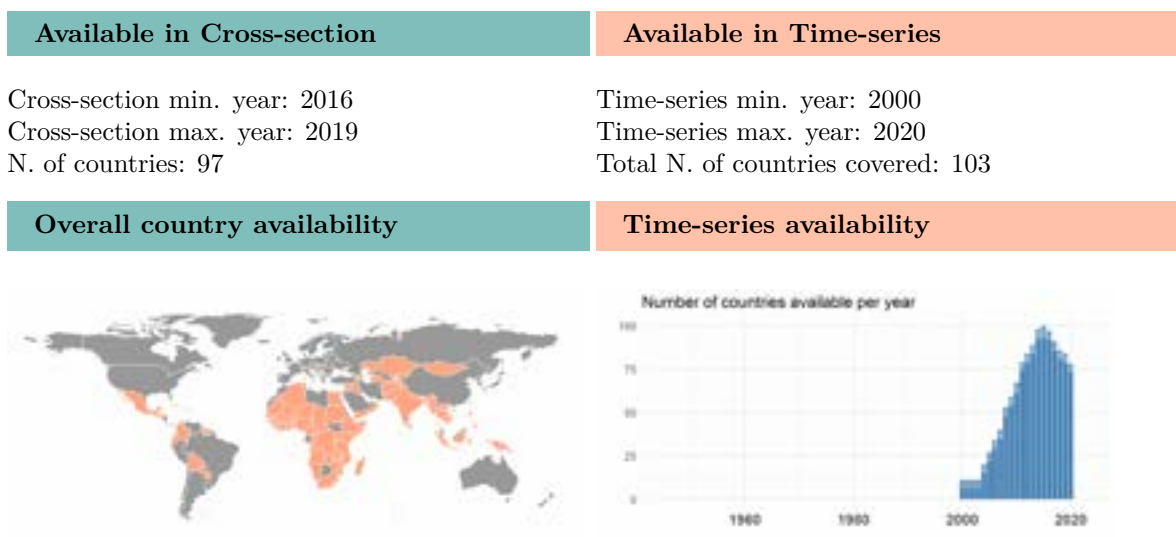 Available in Cross-section
Available in Time-series
Cross-section min. year: 2016
Cross-section max. year: 2019
N. of countries: 97
Time-series min. year: 2000
Time-series max. year: 2020
Total N. of countries covered: 103
Overall country availability
Time-series availability
Number of countries available per year
100
75
50
25
0
1960
1980
2000
2020